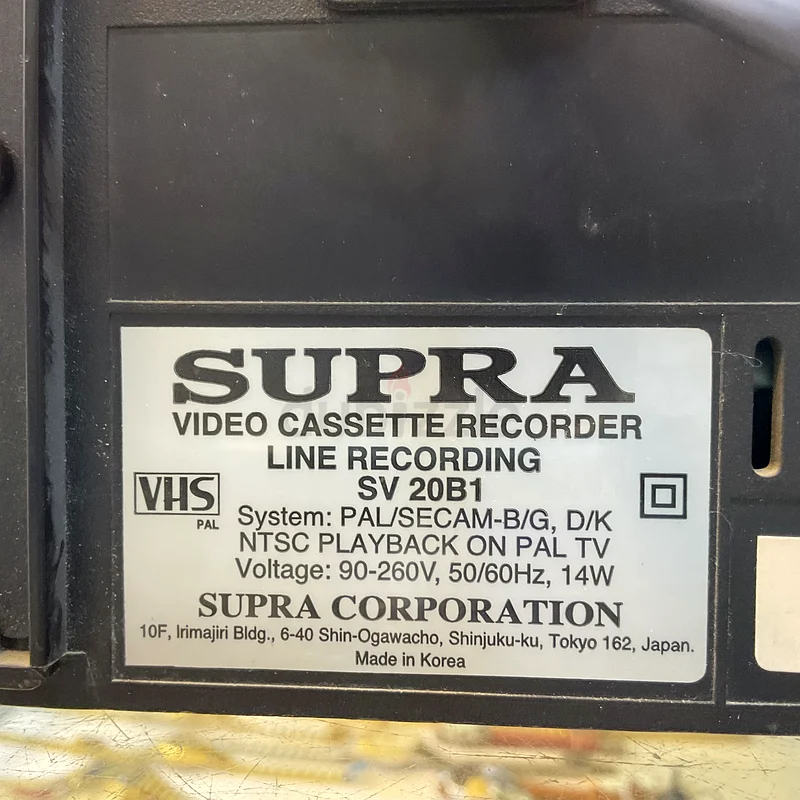 SUPRA
VIDEO CASSETTE RECORDER
LINE RECORDING
SV 20B1
VHS
PAL
System: PAL/SECAM-B/G, D/K
NTSC PLAYBACK ON PAL TV
Voltage: 90-260V, 50/60Hz, 14W
SUPRA CORPORATION
10F, Irimajiri Bldg., 6-40 Shin-Ogawacho, Shinjuku-ku, Tokyo 162, Japan.
Made in Korea
dubizzle